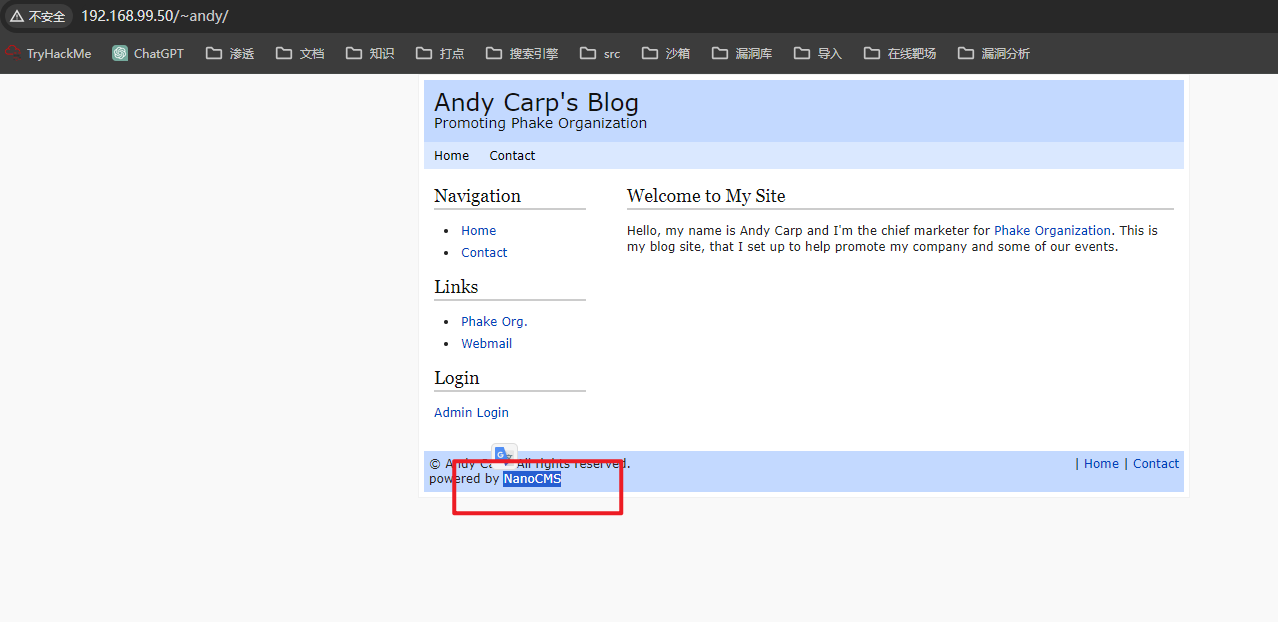 不安全 192.168.99.50/~andy/
TryHackMe ChatGPT 渗透 文档 知识 打点 搜索引擎 src 沙箱 漏洞库 导入 在线靶场 漏洞分析
Andy Carp's Blog
Promoting Phake Organization
Home Contact
Navigation
Home
Contact
Links
Phake Org.
Webmail
Login
Admin Login
Welcome to My Site
Hello, my name is Andy Carp and I'm the chief marketer for Phake Organization. This is
my blog site, that I set up to help promote my company and some of our events.
© Andy All rights reserved.
powered by NanoCMS
| Home | Contact